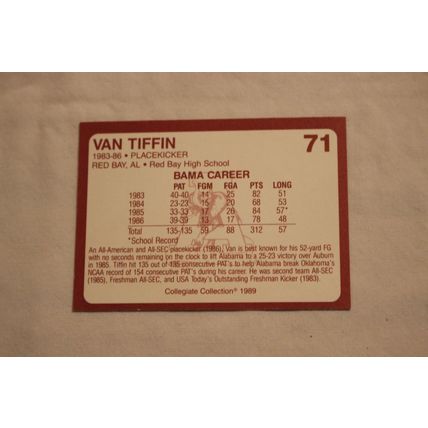 VAN TIFFIN 71
1983-86 • PLACEKICKER
RED BAY, AL • Red Bay High School
BAMA CAREER
PAT FGM FGA PTS LONG
1983 40-40 14 25 82 51
1984 23-23 15 20 68 53
1985 33-33 17 26 84 57*
1986 39-39 13 17 78 48
Total 135-135 59 88 312 57
*School Record
An All-American and All-SEC placekicker (1986), Van is best known for his 52-yard FG
with no seconds remaining on the clock to lift Alabama to a 25-23 victory over Auburn
in 1985. Tiffin hit 135 out of 135 consecutive PAT's to help Alabama break Oklahoma's
NCAA record of 154 consecutive PAT's during his career. He was second team All-SEC
(1985), Freshman All-SEC, and USA Today's Outstanding Freshman Kicker (1983).
Collegiate Collection® 1989